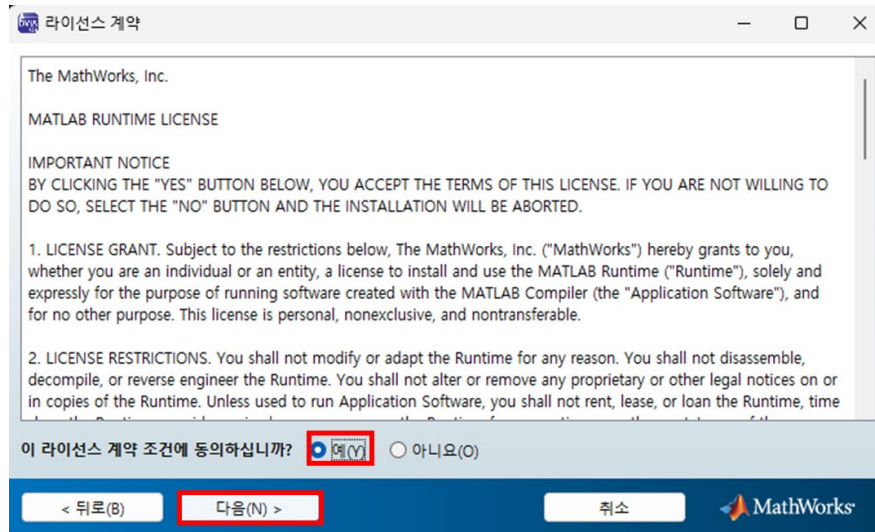 라이선스 계약
The MathWorks, Inc.
MATLAB RUNTIME LICENSE
IMPORTANT NOTICE
BY CLICKING THE "YES" BUTTON BELOW, YOU ACCEPT THE TERMS OF THIS LICENSE. IF YOU ARE NOT WILLING TO
DO SO, SELECT THE "NO" BUTTON AND THE INSTALLATION WILL BE ABORTED.
1. LICENSE GRANT. Subject to the restrictions below, The MathWorks, Inc. ("MathWorks") hereby grants to you,
whether you are an individual or an entity, a license to install and use the MATLAB Runtime ("Runtime"), solely and
expressly for the purpose of running software created with the MATLAB Compiler (the "Application Software"), and
for no other purpose. This license is personal, nonexclusive, and nontransferable.
2. LICENSE RESTRICTIONS. You shall not modify or adapt the Runtime for any reason. You shall not disassemble,
decompile, or reverse engineer the Runtime. You shall not alter or remove any proprietary or other legal notices on or
in copies of the Runtime. Unless used to run Application Software, you shall not rent, lease, or loan the Runtime, time
이 라이선스 계약 조건에 동의하십니까? 예(Y) 아니요(O)
< 뒤로(B) 다음(N) > 취소 MathWorks